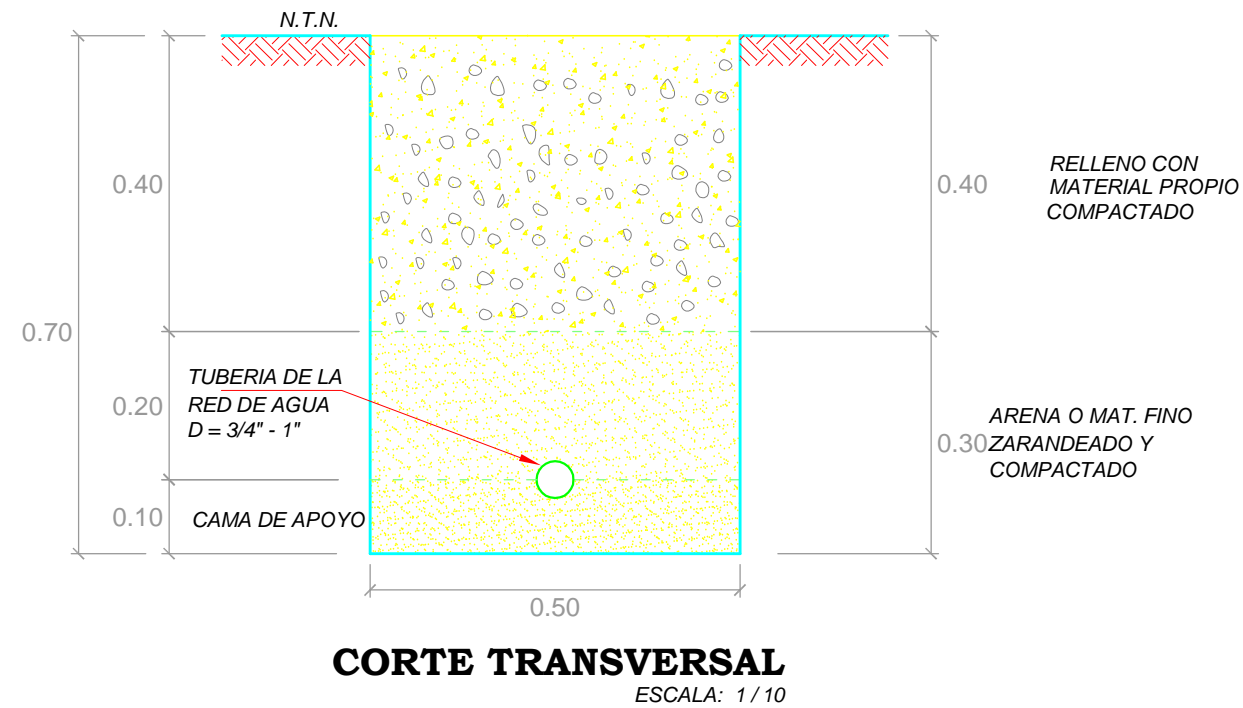 N.T.N.
0.40
0.40
RELLENO CON
MATERIAL PROPIO
COMPACTADO
0.70
TUBERIA DE LA
RED DE AGUA
D = 3/4" - 1"
0.20
ARENA O MAT. FINO
0.30
ZARANDEADO Y
COMPACTADO
0.10
CAMA DE APOYO
0.50
CORTE TRANSVERSAL
ESCALA: 1 / 10